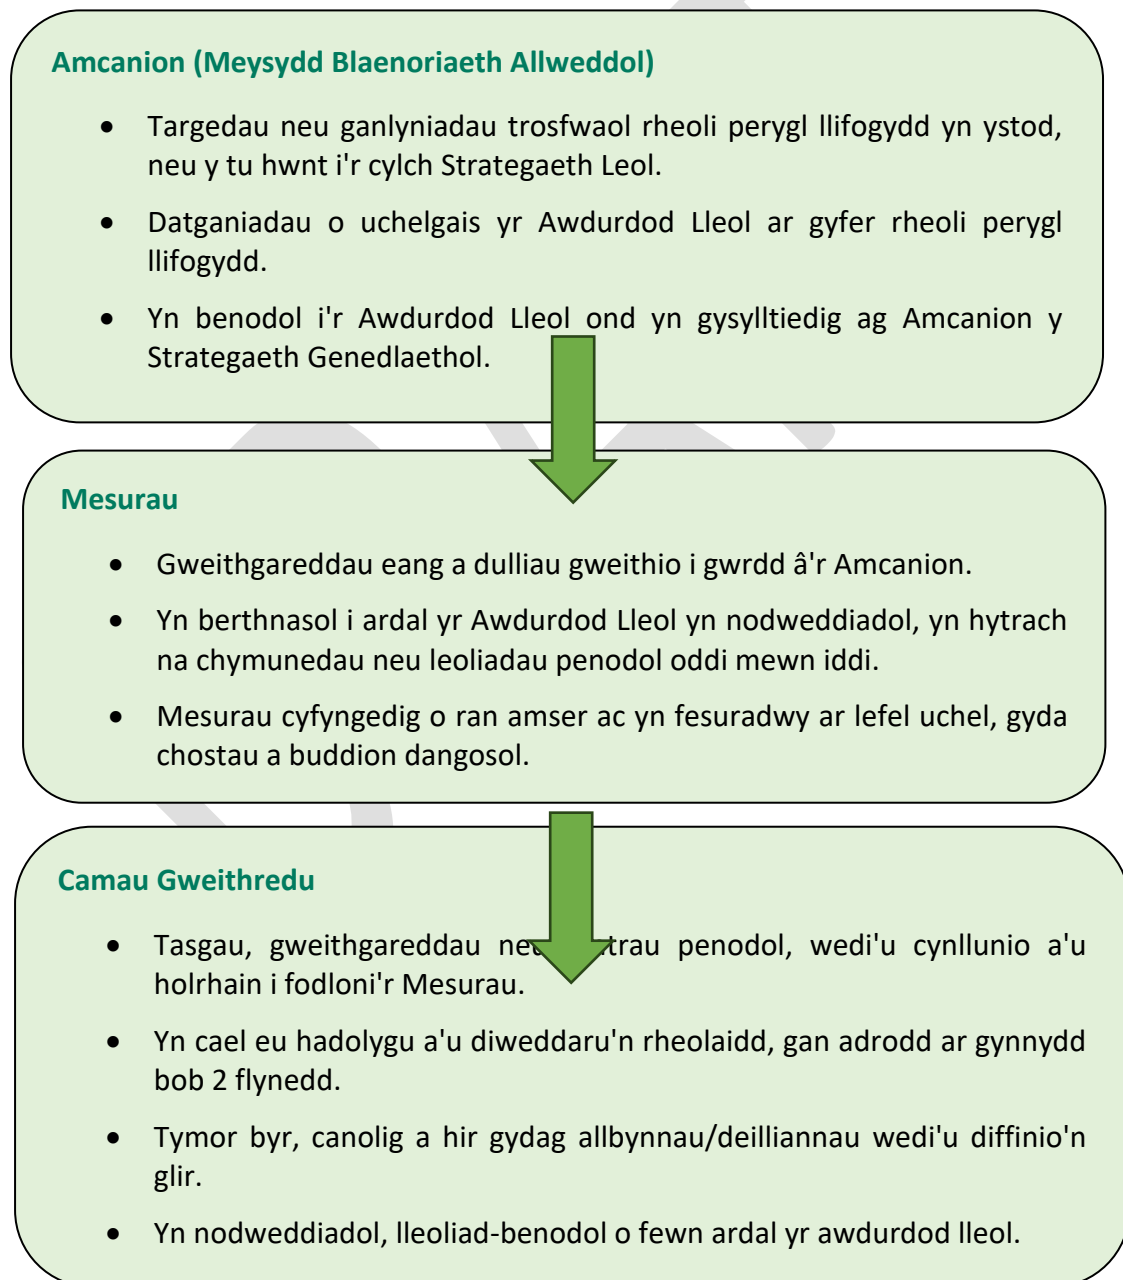 Amcanion (Meysydd Blaenoriaeth Allweddol)
• Targedau neu ganlyniadau trosfwaol rheoli perygl llifogydd yn ystod,
neu y tu hwnt i'r cylch Strategaeth Leol.
• Datganiadau o uchelgais yr Awdurdod Lleol ar gyfer rheoli perygl
llifogydd.
• Yn benodol i'r Awdurdod Lleol ond yn gysylltiedig ag Amcanion y
Strategaeth Genedlaethol.
Mesurau
• Gweithgareddau eang a dulliau gweithio i gwrdd â'r Amcanion.
• Yn berthnasol i ardal yr Awdurdod Lleol yn nodweddiadol, yn hytrach
na chymunedau neu leoliadau penodol oddi mewn iddi.
• Mesurau cyfyngedig o ran amser ac yn fesuradwy ar lefel uchel, gyda
chostau a buddion dangosol.
Camau Gweithredu
• Tasgau, gweithgareddau penodol, wedi'u cynllunio a'u
holrhain i fodloni'r Mesurau.
• Yn cael eu hadolygu a'u diweddaru'n rheolaidd, gan adrodd ar gynnydd
bob 2 flynedd.
• Tymor byr, canolig a hir gydag allbynnau/deilliannau wedi'u diffinio'n
glir.
• Yn nodweddiadol, lleoliad-benodol o fewn ardal yr awdurdod lleol.